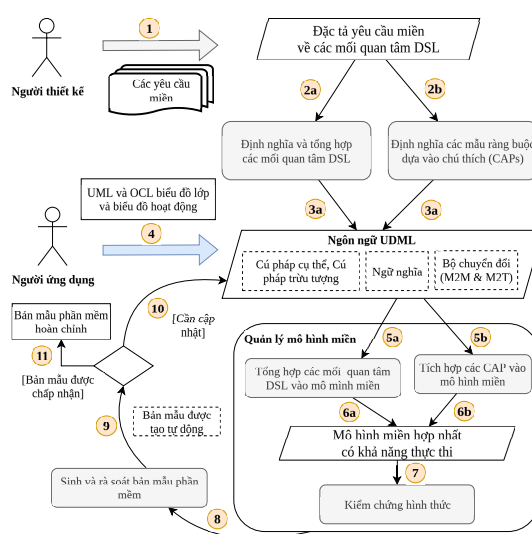 1
Đặc tả yêu cầu miền
về các mối quan tâm DSL
Người thiết kế
Các yêu cầu
miền
2a
2b
Định nghĩa và tổng hợp
các mối quan tâm DSL
Định nghĩa các mẫu ràng buộc
dựa vào chú thích (CAPs)
UML và OCL biểu đồ lớp
và biểu đồ hoạt động
3a
3a
4
Người ứng dụng
Ngôn ngữ UDML
Cú pháp cụ thể, Cú
pháp trừu tượng
Ngữ nghĩa
Bộ chuyển đổi
(M2M & M2T)
Bản mẫu phần mềm
hoàn chỉnh
10
[Cần cập
nhật]
11
[Bản mẫu được
chấp nhận]
Quản lý mô hình miền
5a
5b
Tổng hợp các mối quan tâm
DSL vào mô mình miền
Tích hợp các CAP vào
mô hình miền
6a
6b
9
Bản mẫu được
tạo tự động
Mô hình miền hợp nhất
có khả năng thực thi
7
Sinh và rà soát bản mẫu phần
mềm
Kiểm chứng hình thức
8